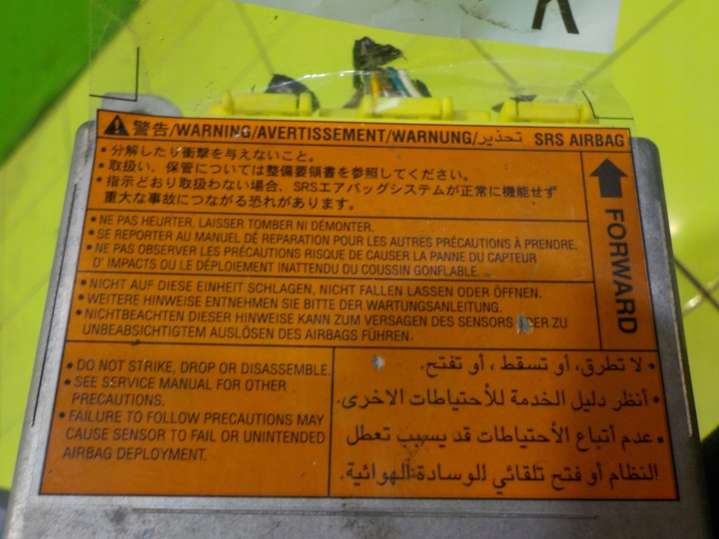 警告/WARNING/AVERTISSEMENT/WARNUNG/تحذير SRS AIRBAG
• 分解したり衝撃を与えないこと。
• 取扱い、保管については整備要領書を参照してください。
• 指示どおり取扱わない場合、SRSエアバッグシステムが正常に機能せず
重大な事故につながる恐れがあります。
FORWARD
• NE PAS HEURTER, LAISSER TOMBER NI DÉMONTER.
• SE REPORTER AU MANUEL DE RÉPARATION POUR LES AUTRES PRÉCAUTIONS À PRENDRE.
• NE PAS OBSERVER LES PRÉCAUTIONS RISQUE DE CAUSER LA PANNE DU CAPTEUR
D' IMPACTS OU LE DÉPLOIEMENT INATTENDU DU COUSSIN GONFLABLE.
• NICHT AUF DIESE EINHEIT SCHLAGEN, NICHT FALLEN LASSEN ODER ÖFFNEN.
• WEITERE HINWEISE ENTNEHMEN SIE BITTE DER WARTUNGSANLEITUNG.
• NICHTBEACHTEN DIESER HINWEISE KANN ZUM VERSAGEN DES SENSORS ODER ZU
UNBEABSICHTIGTEM AUSLÖSEN DES AIRBAGS FÜHREN.
• DO NOT STRIKE, DROP OR DISASSEMBLE.
• SEE SERVICE MANUAL FOR OTHER
PRECAUTIONS.
• FAILURE TO FOLLOW PRECAUTIONS MAY
CAUSE SENSOR TO FAIL OR UNINTENDED
AIRBAG DEPLOYMENT.
• لا تطرق، أو تسقط، أو تفتح.
• أنظر دليل الخدمة للأحتياطات الاخرى.
• عدم أتباع الأحتياطات قد يسبب تعطل
النظام أو فتح تلقائي للوسادة الهوائية.